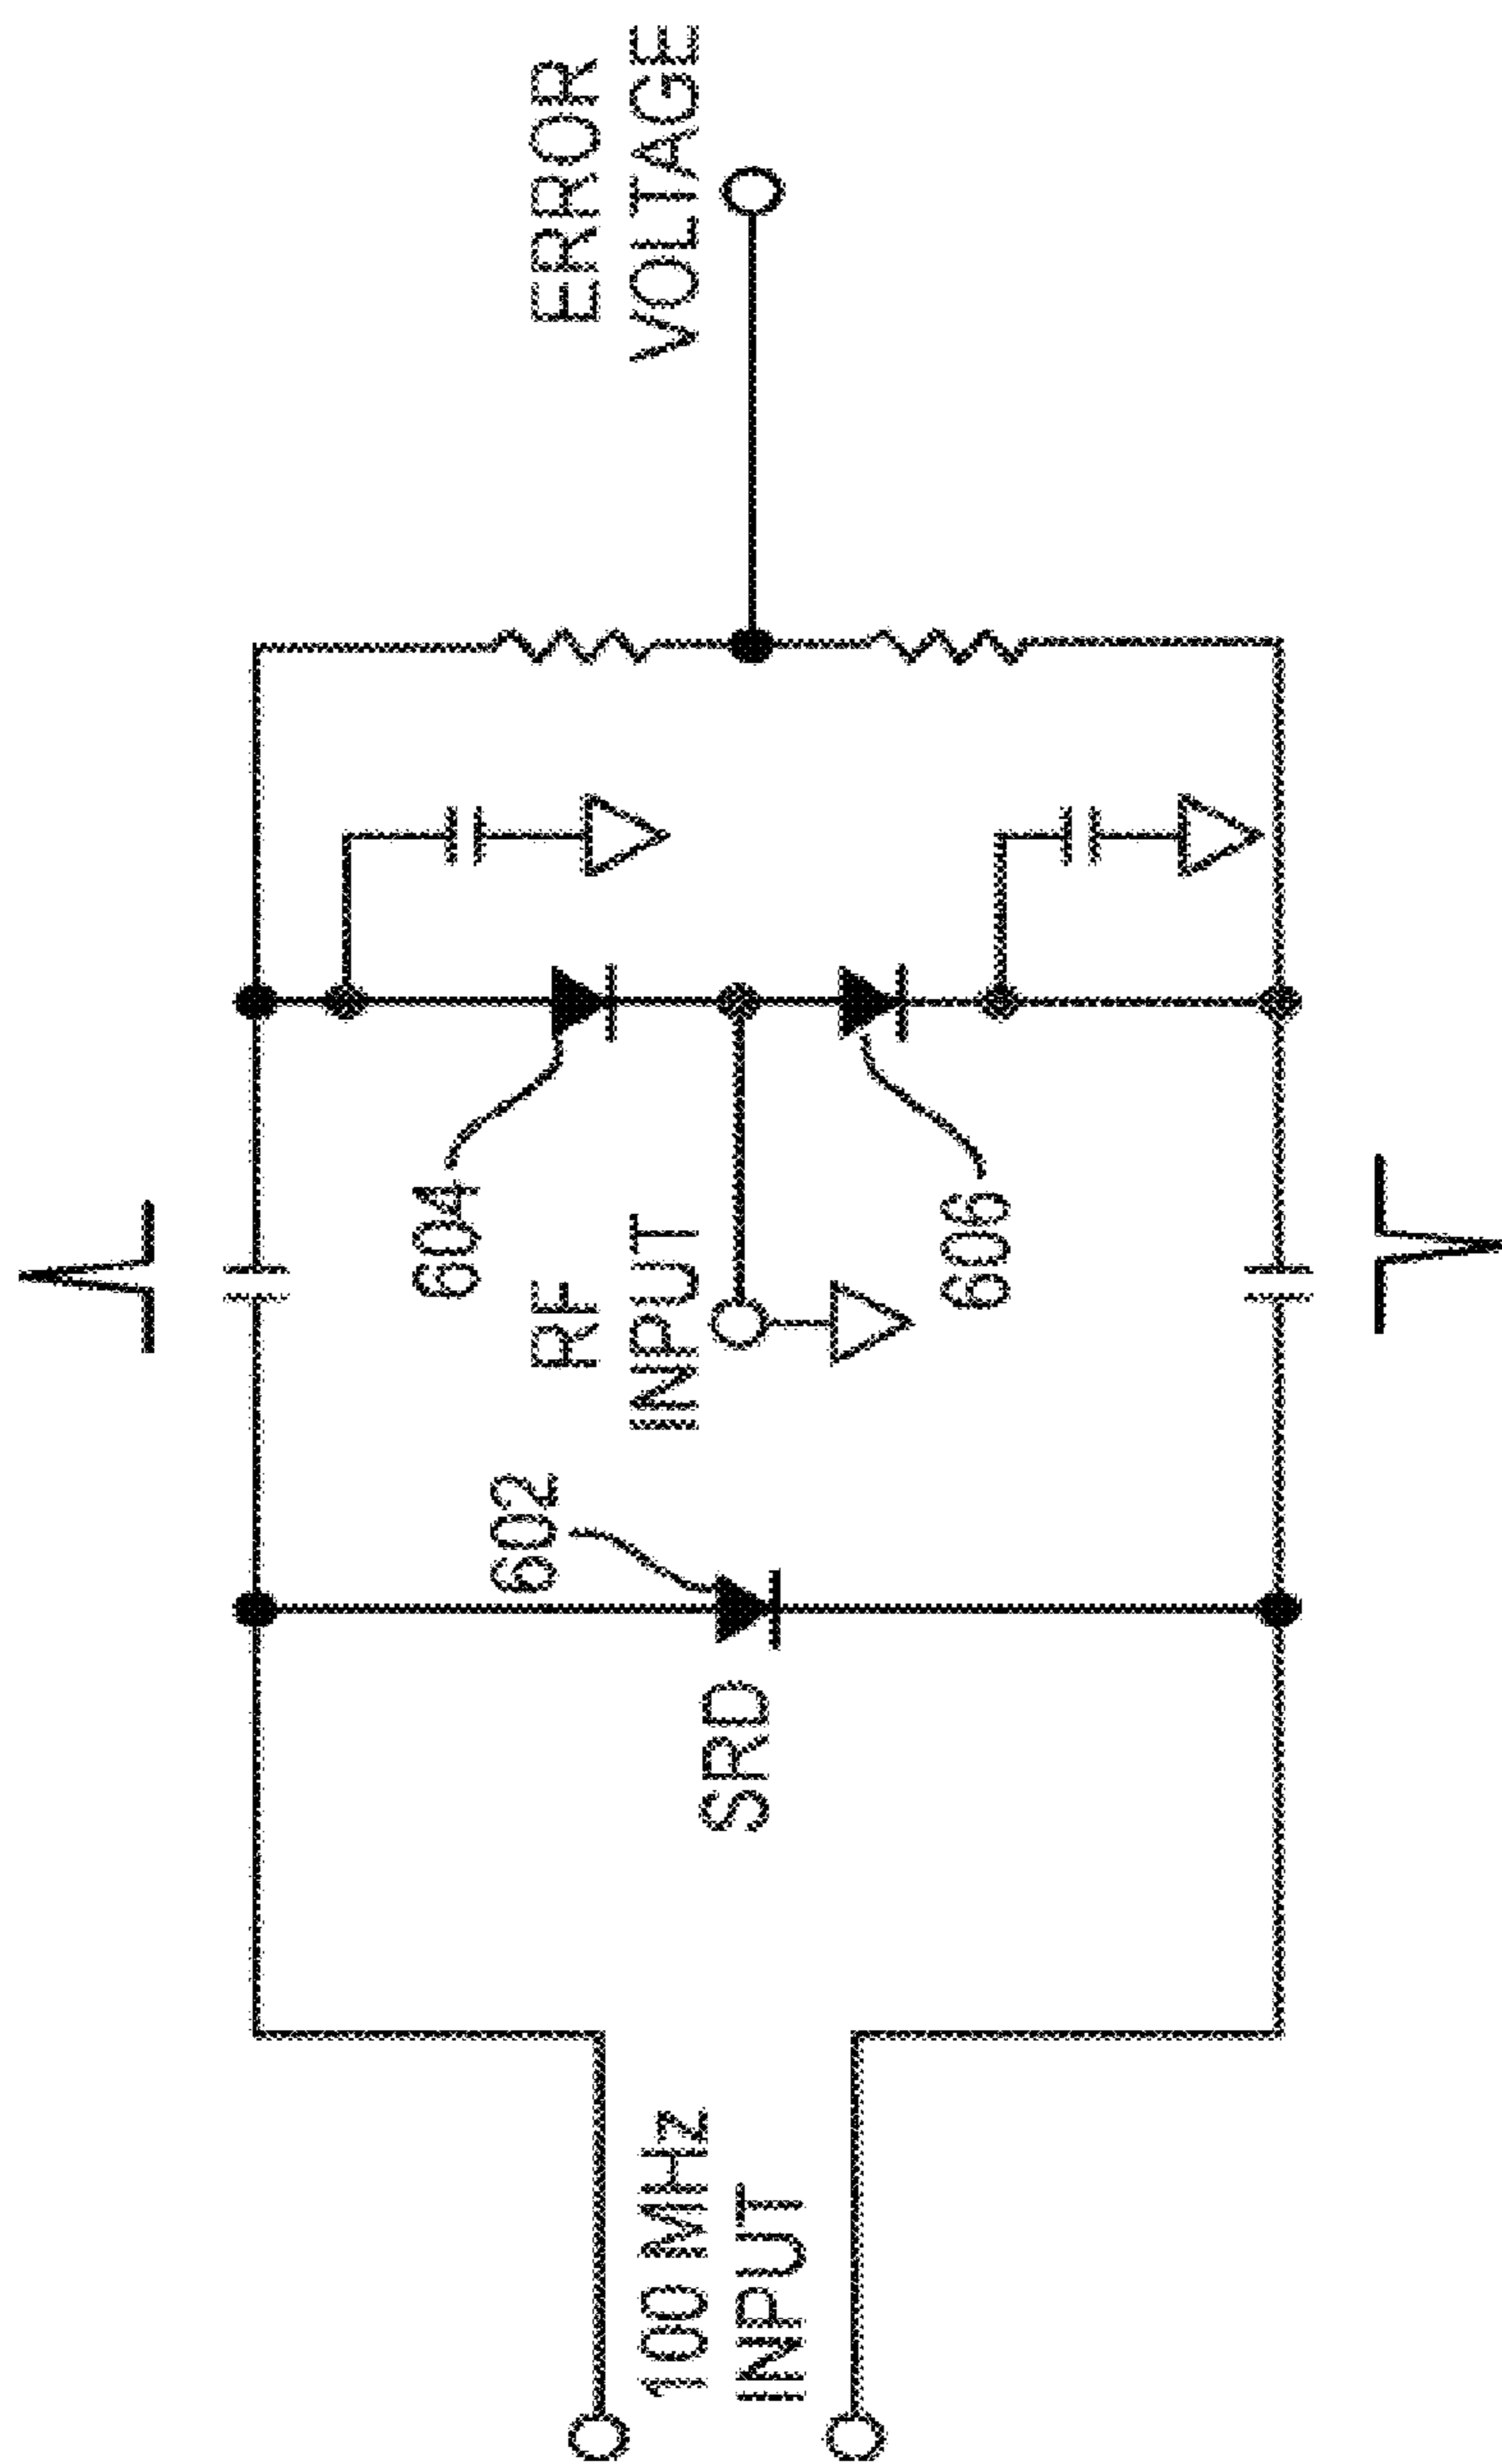 100 MHz
INPUT
SRD
602
RF
INPUT
604
606
ERROR
VOLTAGE